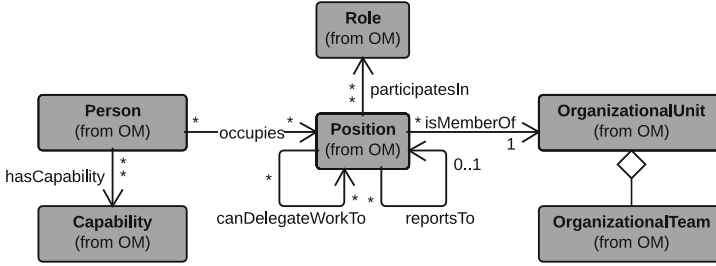 Role
(from OM)
*
*
participatesIn
Person
(from OM)
*
occupies
*
Position
(from OM)
*
isMemberOf
1
OrganizationalUnit
(from OM)
*
*
hasCapability
*
*
canDelegateWorkTo
0..1
*
reportsTo
Capability
(from OM)
OrganizationalTeam
(from OM)